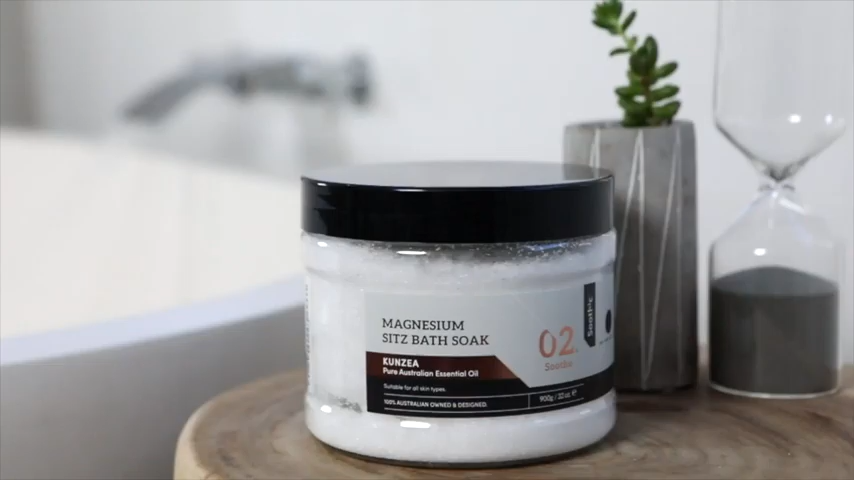 MAGNESIUM
SITZ BATH SOAK
KUNZEA
Pure Australian Essential Oil
Suitable for all skin types.
100% AUSTRALIAN OWNED & DESIGNED.
900g / 32 oz. e
02.
Soothe
Soothe